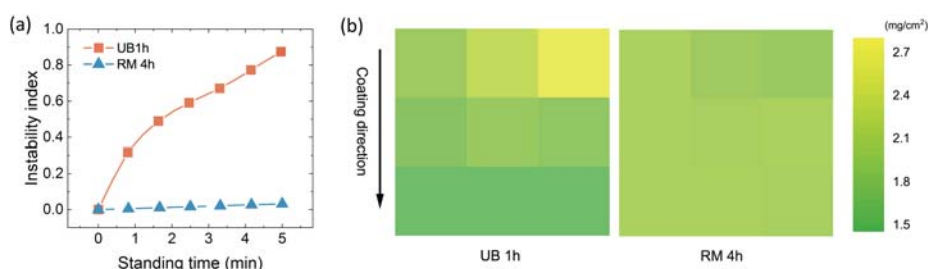 (a)
Instability index
1.0
0.8
0.6
0.4
0.2
0.0
UB1h
RM 4h
0 1 2 3 4 5
Standing time (min)
(b)
Coating direction
UB 1h
RM 4h
(mg/cm²)
2.7
2.4
2.1
1.8
1.5